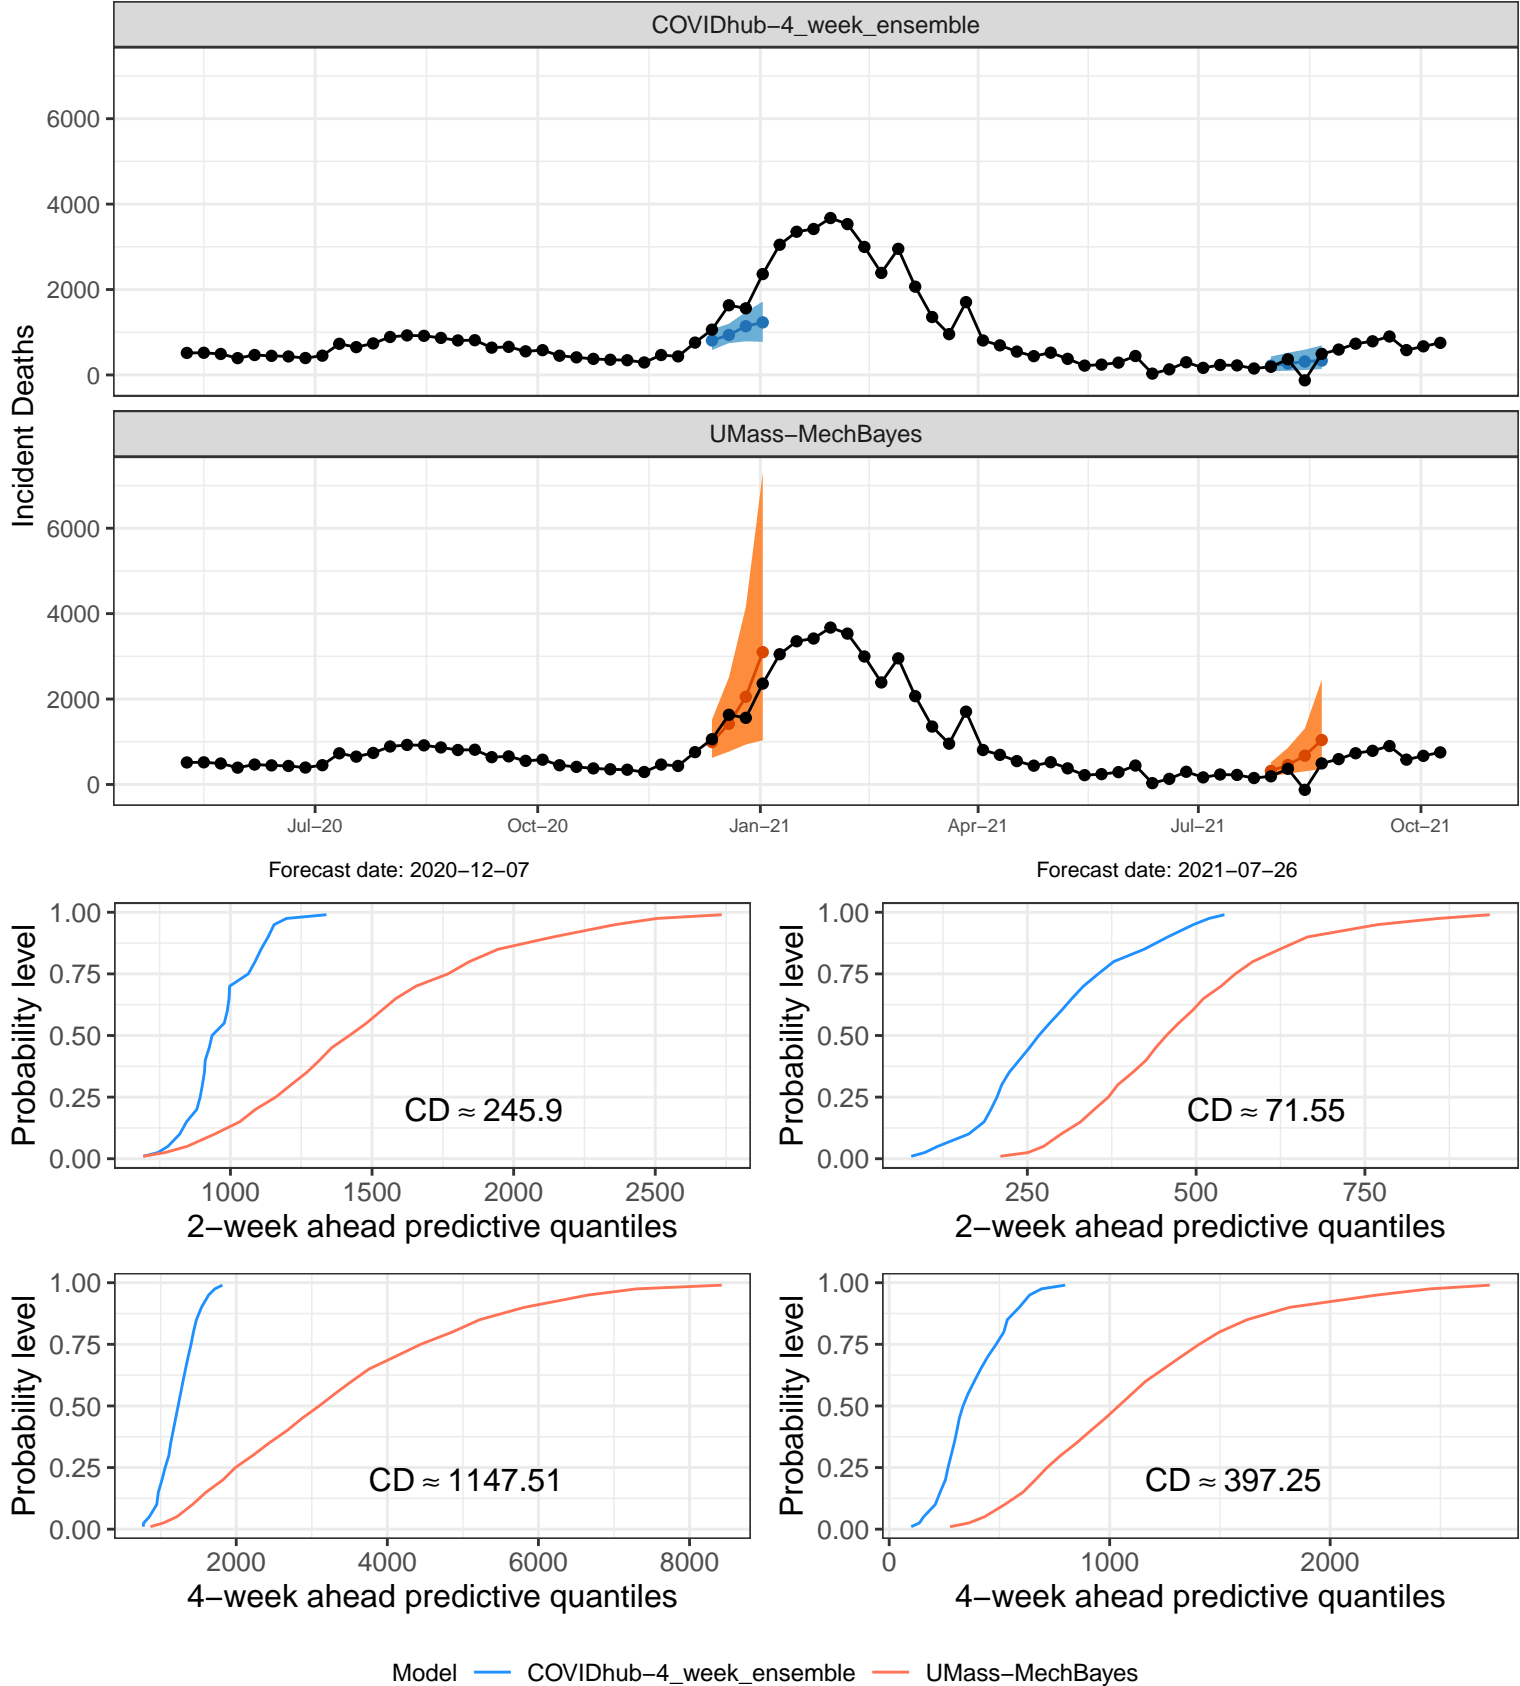 COVIDhub−4_week_ensemble
6000
4000
2000
0
Incident Deaths
UMass−MechBayes
6000
4000
2000
0
Jul−20 Oct−20 Jan−21 Apr−21 Jul−21 Oct−21
Forecast date: 2020−12−07
1.00
0.75
0.50
0.25
0.00
Probability level
CD ≈ 245.9
1000 1500 2000 2500
2−week ahead predictive quantiles
Forecast date: 2021−07−26
1.00
0.75
0.50
0.25
0.00
Probability level
CD ≈ 71.55
250 500 750
2−week ahead predictive quantiles
1.00
0.75
0.50
0.25
0.00
Probability level
CD ≈ 1147.51
2000 4000 6000 8000
4−week ahead predictive quantiles
1.00
0.75
0.50
0.25
0.00
Probability level
CD ≈ 397.25
0 1000 2000
4−week ahead predictive quantiles
Model COVIDhub−4_week_ensemble UMass−MechBayes